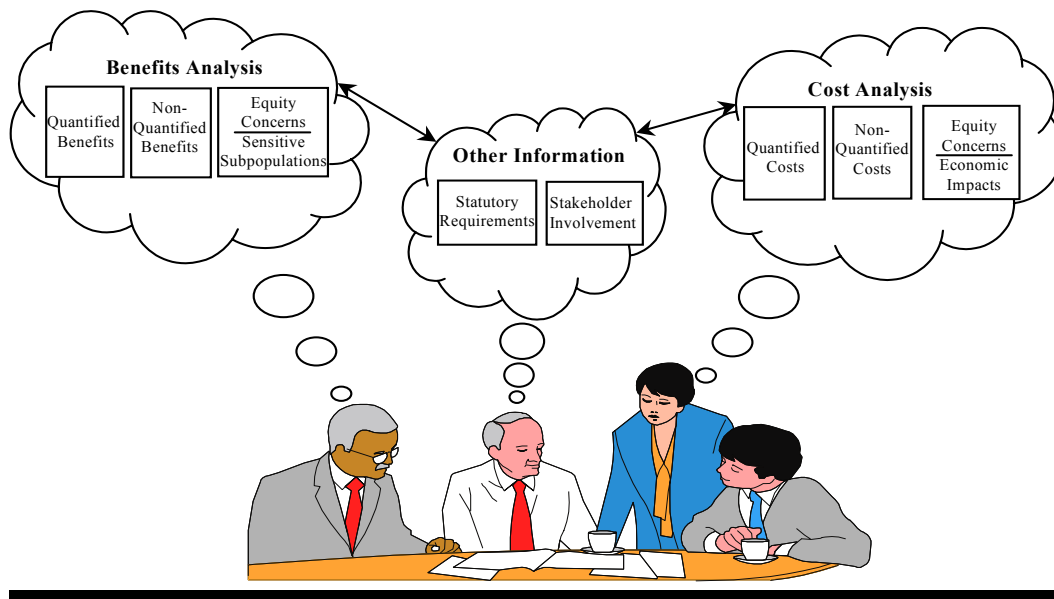 Benefits Analysis
Quantified
Benefits
Non-
Quantified
Benefits
Equity
Concerns
Sensitive
Subpopulations
Other Information
Statutory
Requirements
Stakeholder
Involvement
Cost Analysis
Quantified
Costs
Non-
Quantified
Costs
Equity
Concerns
Economic
Impacts